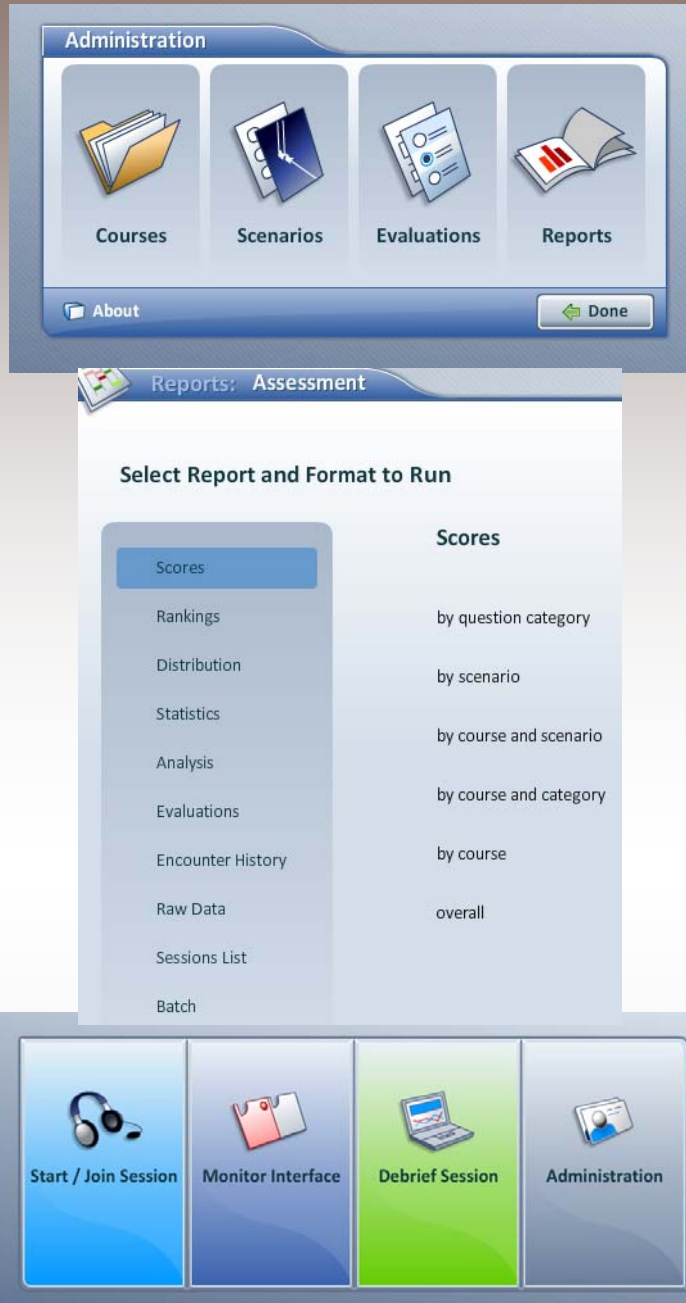 Administration
Courses
Scenarios
Evaluations
Reports
About
Done
Reports: Assessment
Select Report and Format to Run
Scores
Rankings
Distribution
Statistics
Analysis
Evaluations
Encounter History
Raw Data
Sessions List
Batch
Scores
by question category
by scenario
by course and scenario
by course and category
by course
overall
Start / Join Session
Monitor Interface
Debrief Session
Administration